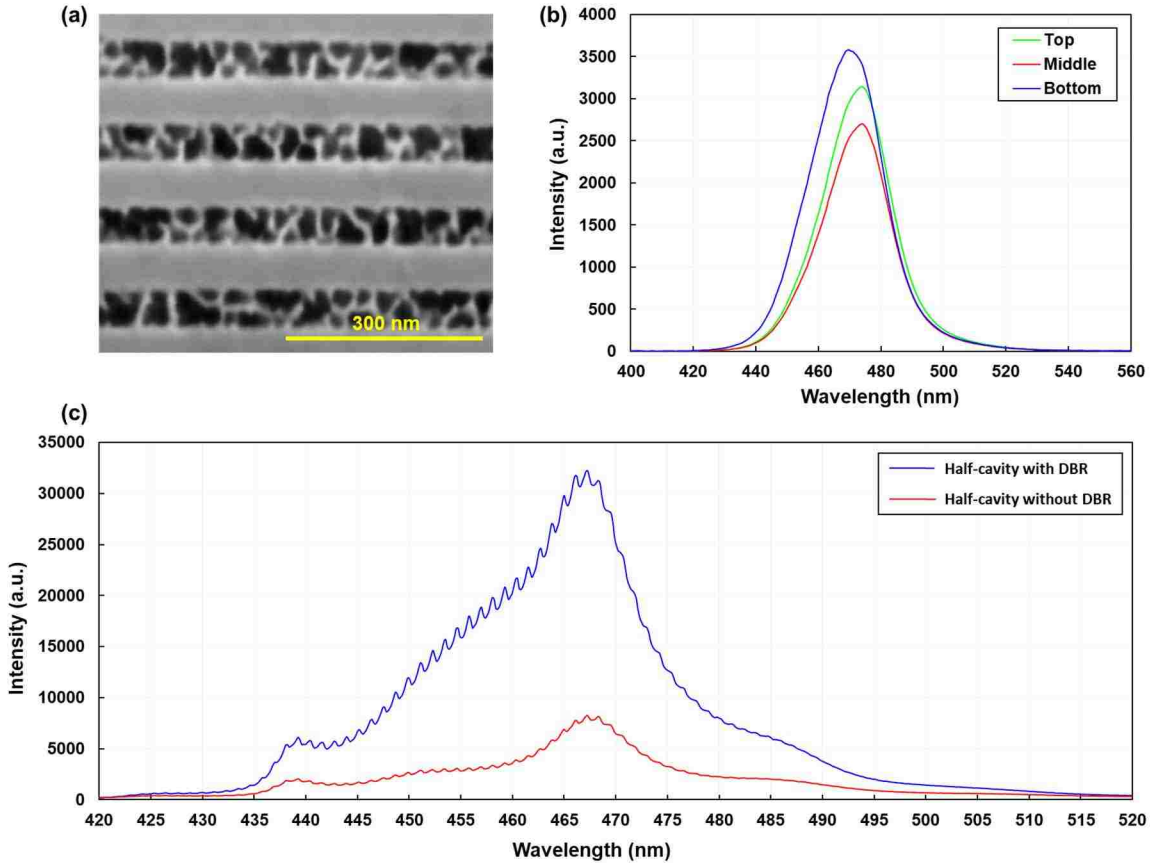 (a)
300 nm
(b)
4000
3500
3000
2500
2000
1500
1000
500
0
Intensity (a.u.)
Top
Middle
Bottom
400 420 440 460 480 500 520 540 560
Wavelength (nm)
(c)
35000
30000
25000
20000
15000
10000
5000
0
Intensity (a.u.)
Half-cavity with DBR
Half-cavity without DBR
420 425 430 435 440 445 450 455 460 465 470 475 480 485 490 495 500 505 510 515 520
Wavelength (nm)